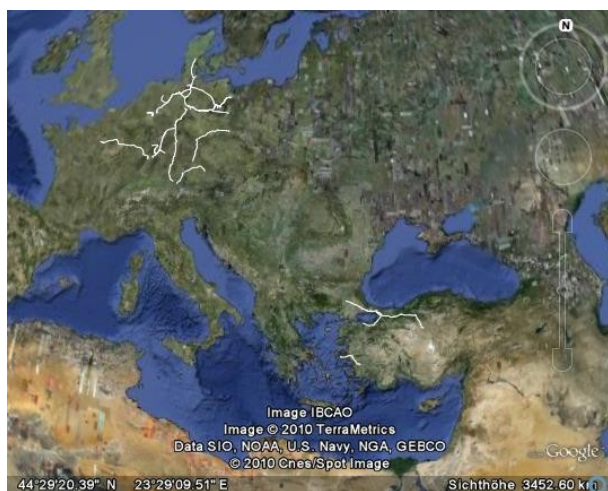 N
Image IBCAO
Image © 2010 TerraMetrics
Data SIO, NOAA, U.S. Navy, NGA, GEBCO
© 2010 Cnes/Spot Image
Google
44°29'20.39" N 23°29'09.51" E Sichthöhe 3452.60 km